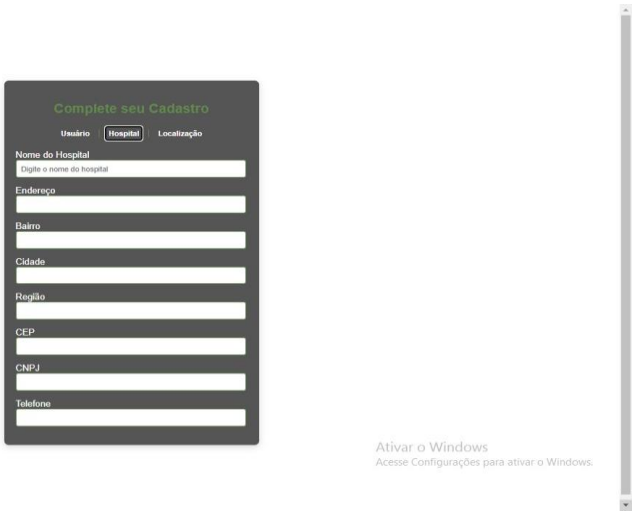 Complete seu Cadastro
Usuário | Hospital | Localização
Nome do Hospital
Digite o nome do hospital
Endereço
Bairro
Cidade
Região
CEP
CNPJ
Telefone
Ativar o Windows
Acesse Configurações para ativar o Windows.